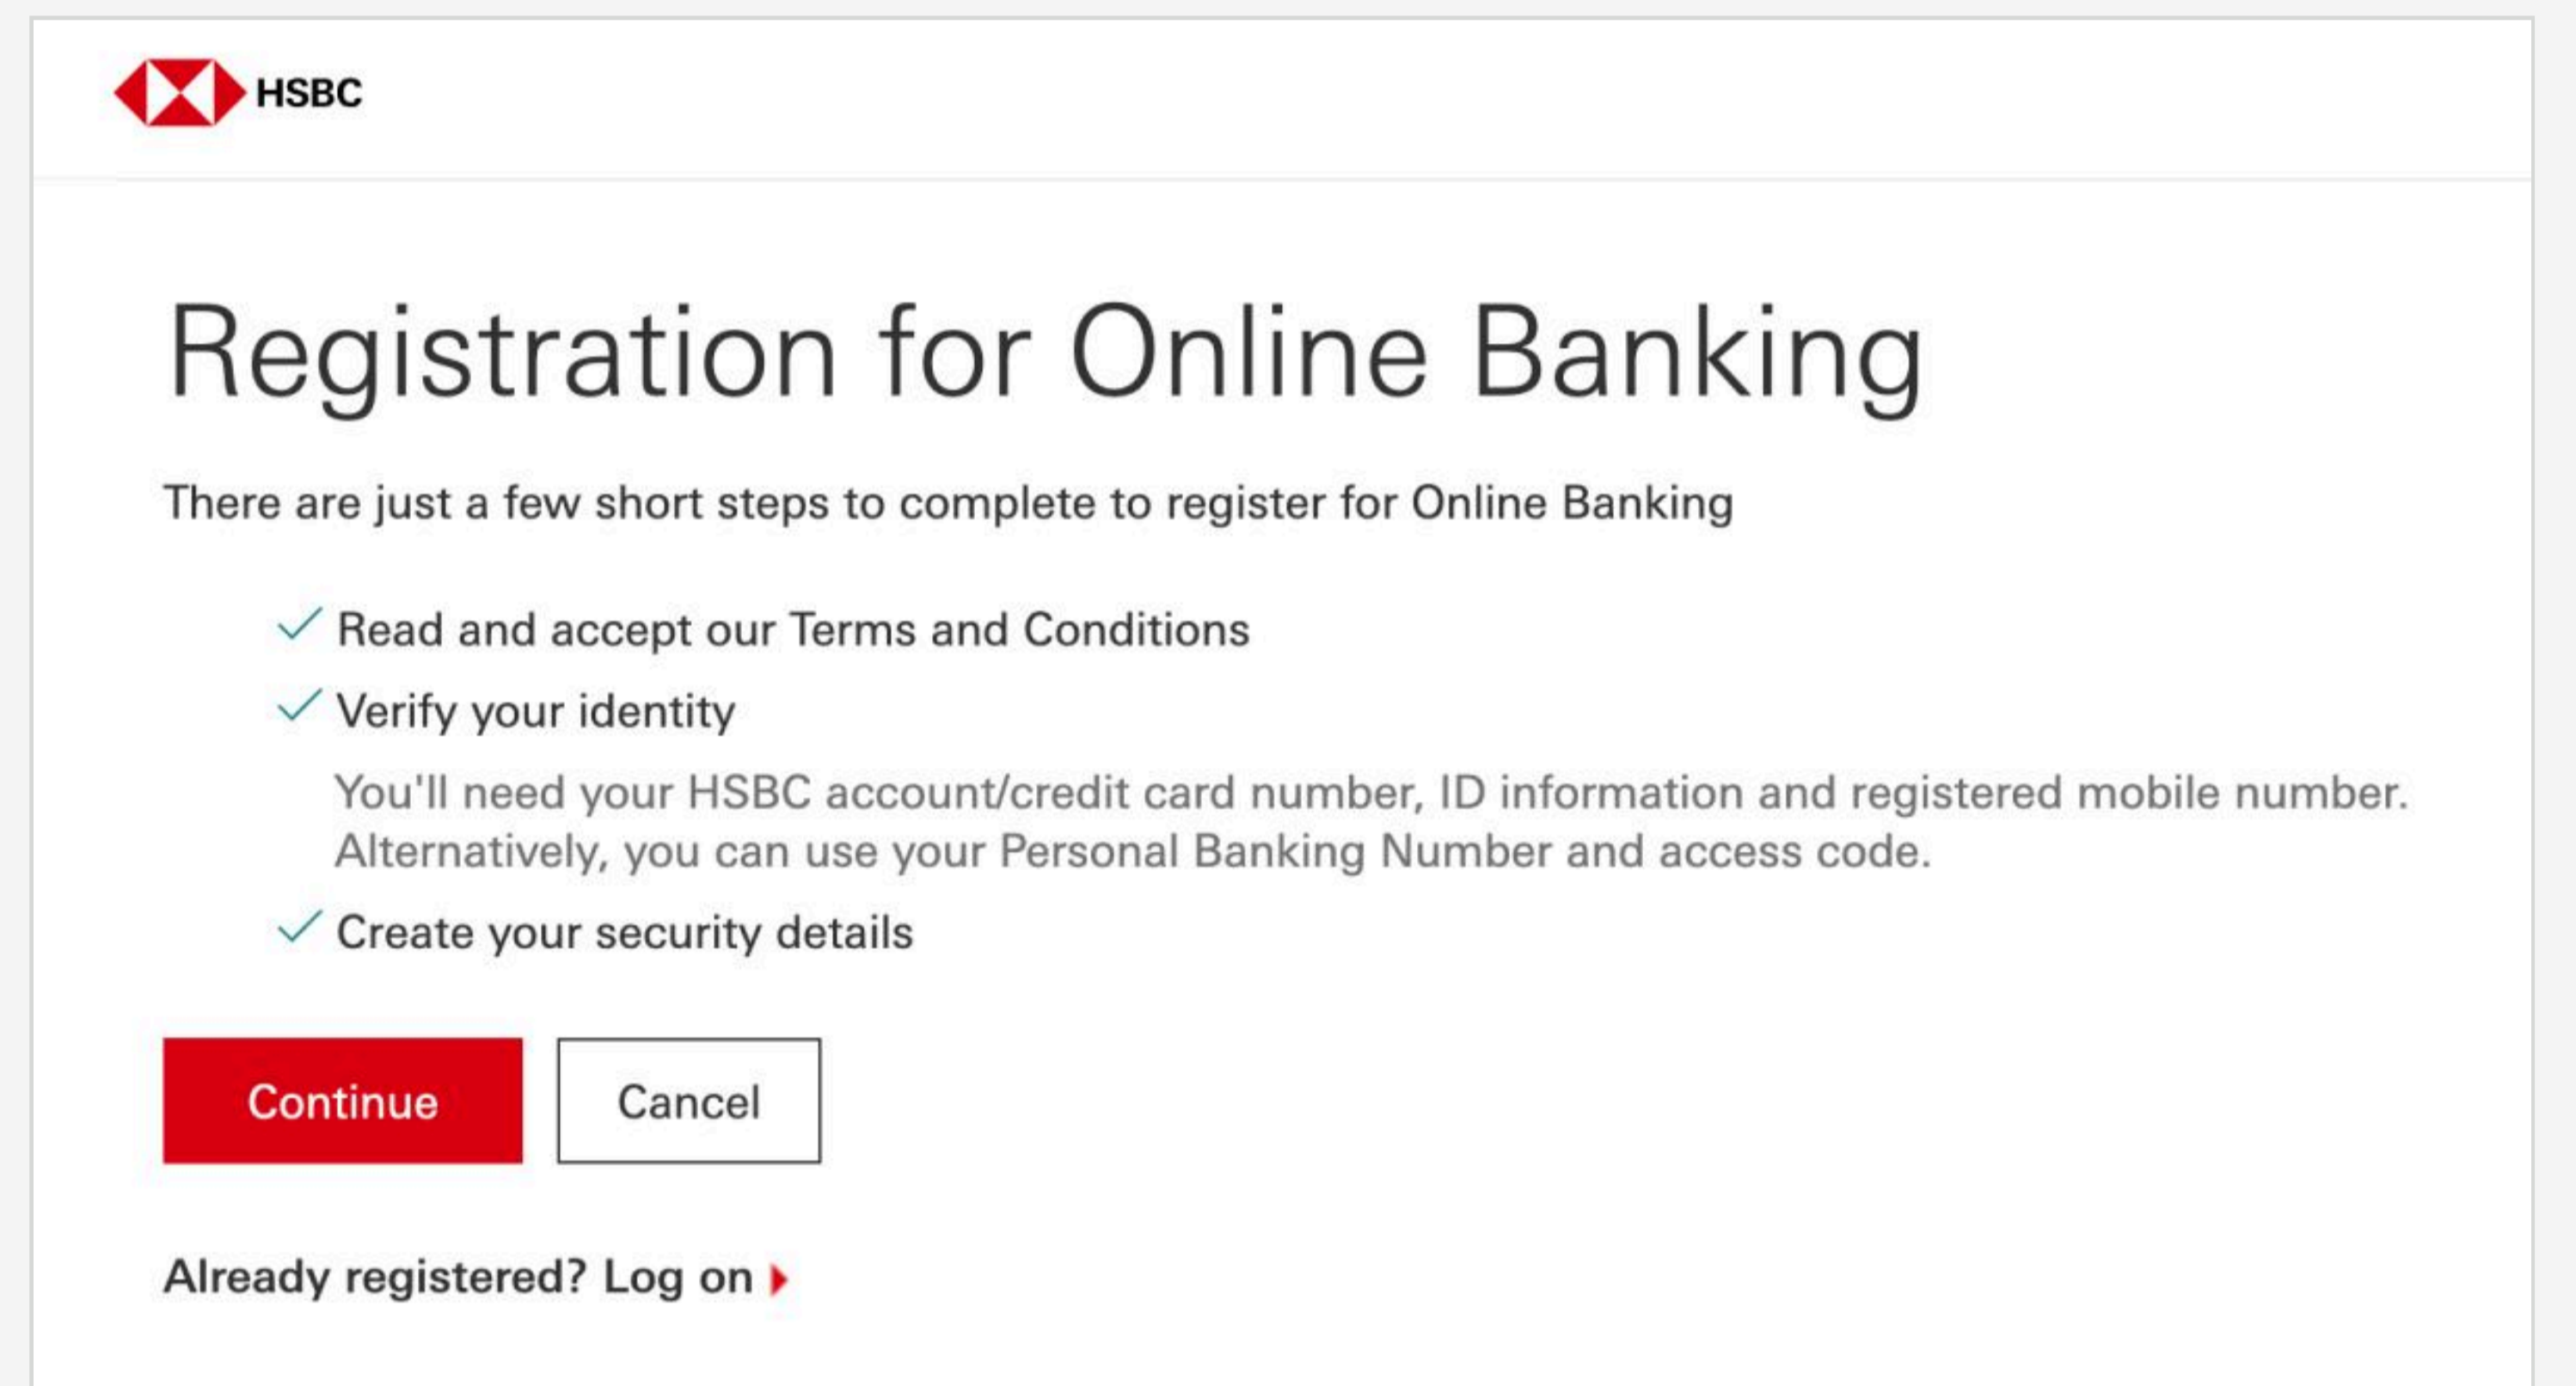 HSBC
Registration for Online Banking
There are just a few short steps to complete to register for Online Banking
Read and accept our Terms and Conditions
Verify your identity
You'll need your HSBC account/credit card number, ID information and registered mobile number.
Alternatively, you can use your Personal Banking Number and access code.
Create your security details
Continue Cancel
Already registered? Log on